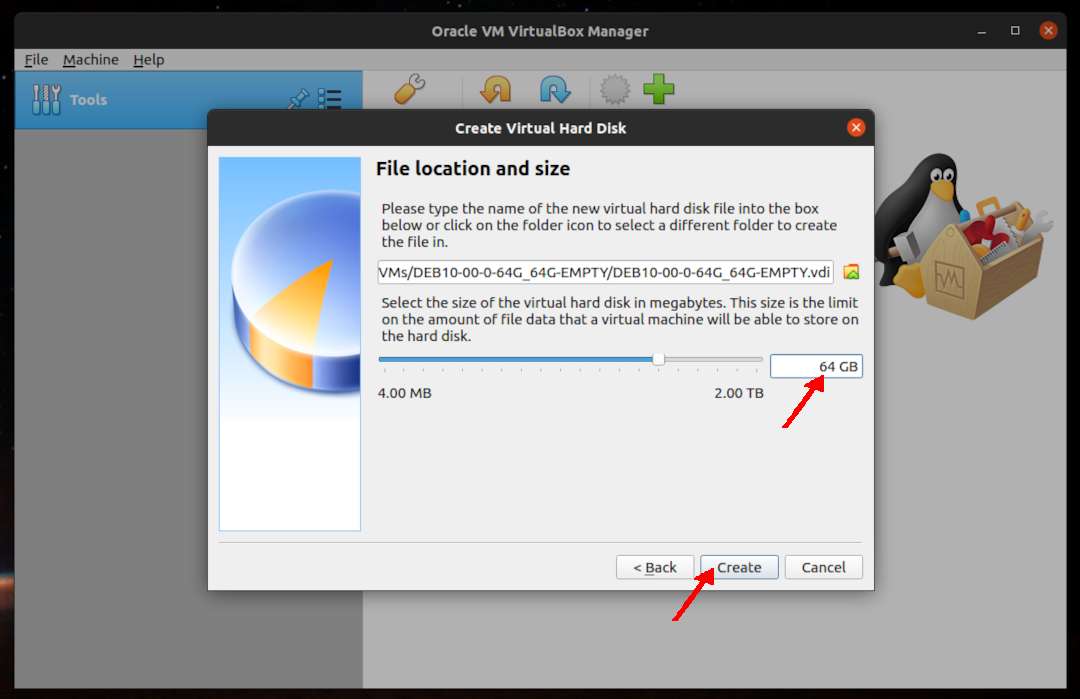 Oracle VM VirtualBox Manager
File Machine Help
Tools
Create Virtual Hard Disk
File location and size
Please type the name of the new virtual hard disk file into the box
below or click on the folder icon to select a different folder to create
the file in.
VMs/DEB10-00-0-64G_64G-EMPTY/DEB10-00-0-64G_64G-EMPTY.vdi
Select the size of the virtual hard disk in megabytes. This size is the limit
on the amount of file data that a virtual machine will be able to store on
the hard disk.
64 GB
4.00 MB 2.00 TB
< Back Create Cancel